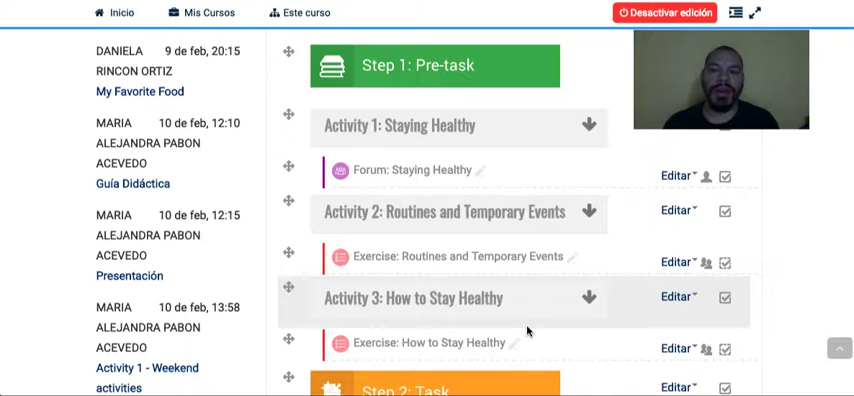 Inicio
Mis Cursos
Este curso
Desactivar edición
DANIELA 9 de feb, 20:15
RINCON ORTIZ
My Favorite Food
MARIA 10 de feb, 12:10
ALEJANDRA PABON
ACEVEDO
Guía Didáctica
MARIA 10 de feb, 12:15
ALEJANDRA PABON
ACEVEDO
Presentación
MARIA 10 de feb, 13:58
ALEJANDRA PABON
ACEVEDO
Activity 1 - Weekend
activities
Step 1: Pre-task
Activity 1: Staying Healthy
Forum: Staying Healthy
Editar
Activity 2: Routines and Temporary Events
Editar
Exercise: Routines and Temporary Events
Editar
Activity 3: How to Stay Healthy
Editar
Exercise: How to Stay Healthy
Editar
Step 2: Task
Editar